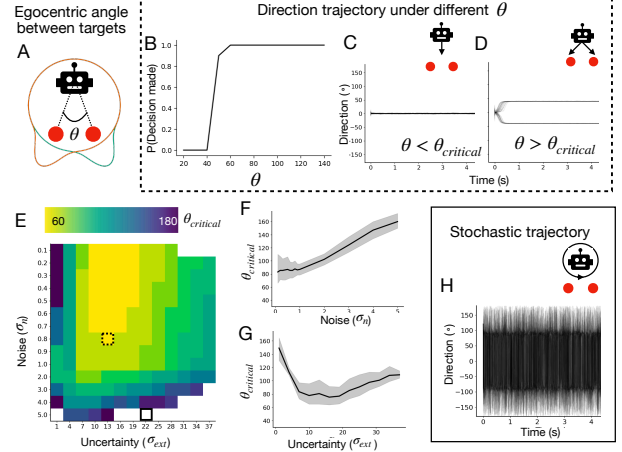 Egocentric angle
between targets
Direction trajectory under different θ
A
θ
B
P(Decision made)
1.0
0.8
0.6
0.4
0.2
0.0
20 40 60 80 100 120 140
θ
C
Direction (°)
150
100
50
0
-50
-100
-150
0 1 2 3 4
θ < θcritical
D
0 1 2 3 4
θ > θcritical
Time (s)
E
60
180
θcritical
Noise (σn)
0.1
0.2
0.3
0.4
0.5
0.6
0.7
0.8
0.9
1.0
2.0
3.0
4.0
5.0
1 4 7 10 13 16 19 22 25 28 31 34 37
Uncertainty (σext)
F
θcritical
160
140
120
100
80
60
0 1 2 3 4 5
Noise (σn)
G
θcritical
160
140
120
100
80
60
0 10 20 30
Uncertainty (σext)
Stochastic trajectory
H
Direction (°)
150
100
50
0
-50
-100
-150
0 1 2 3 4
Time (s)